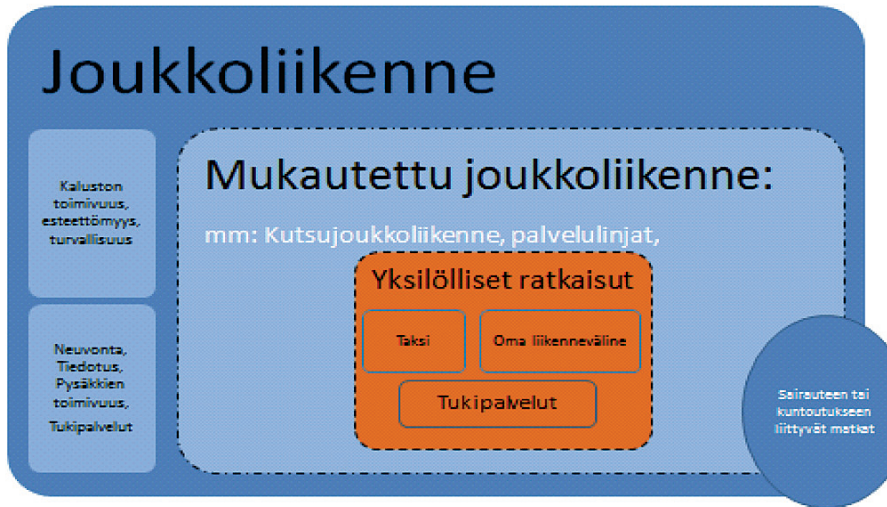 Joukkoliikenne
Kaluston
toimivuus,
esteettömyys,
turvallisuus
Neuvonta,
Tiedotus,
Pysäkkien
toimivuus,
Tukipalvelut
Mukautettu joukkoliikenne:
mm: Kutsujoukkoliikenne, palvelulinjat,
Yksilölliset ratkaisut
Taksi
Oma liikenneväline
Tukipalvelut
Sairauteen tai
kuntoutukseen
liittyvät matkat